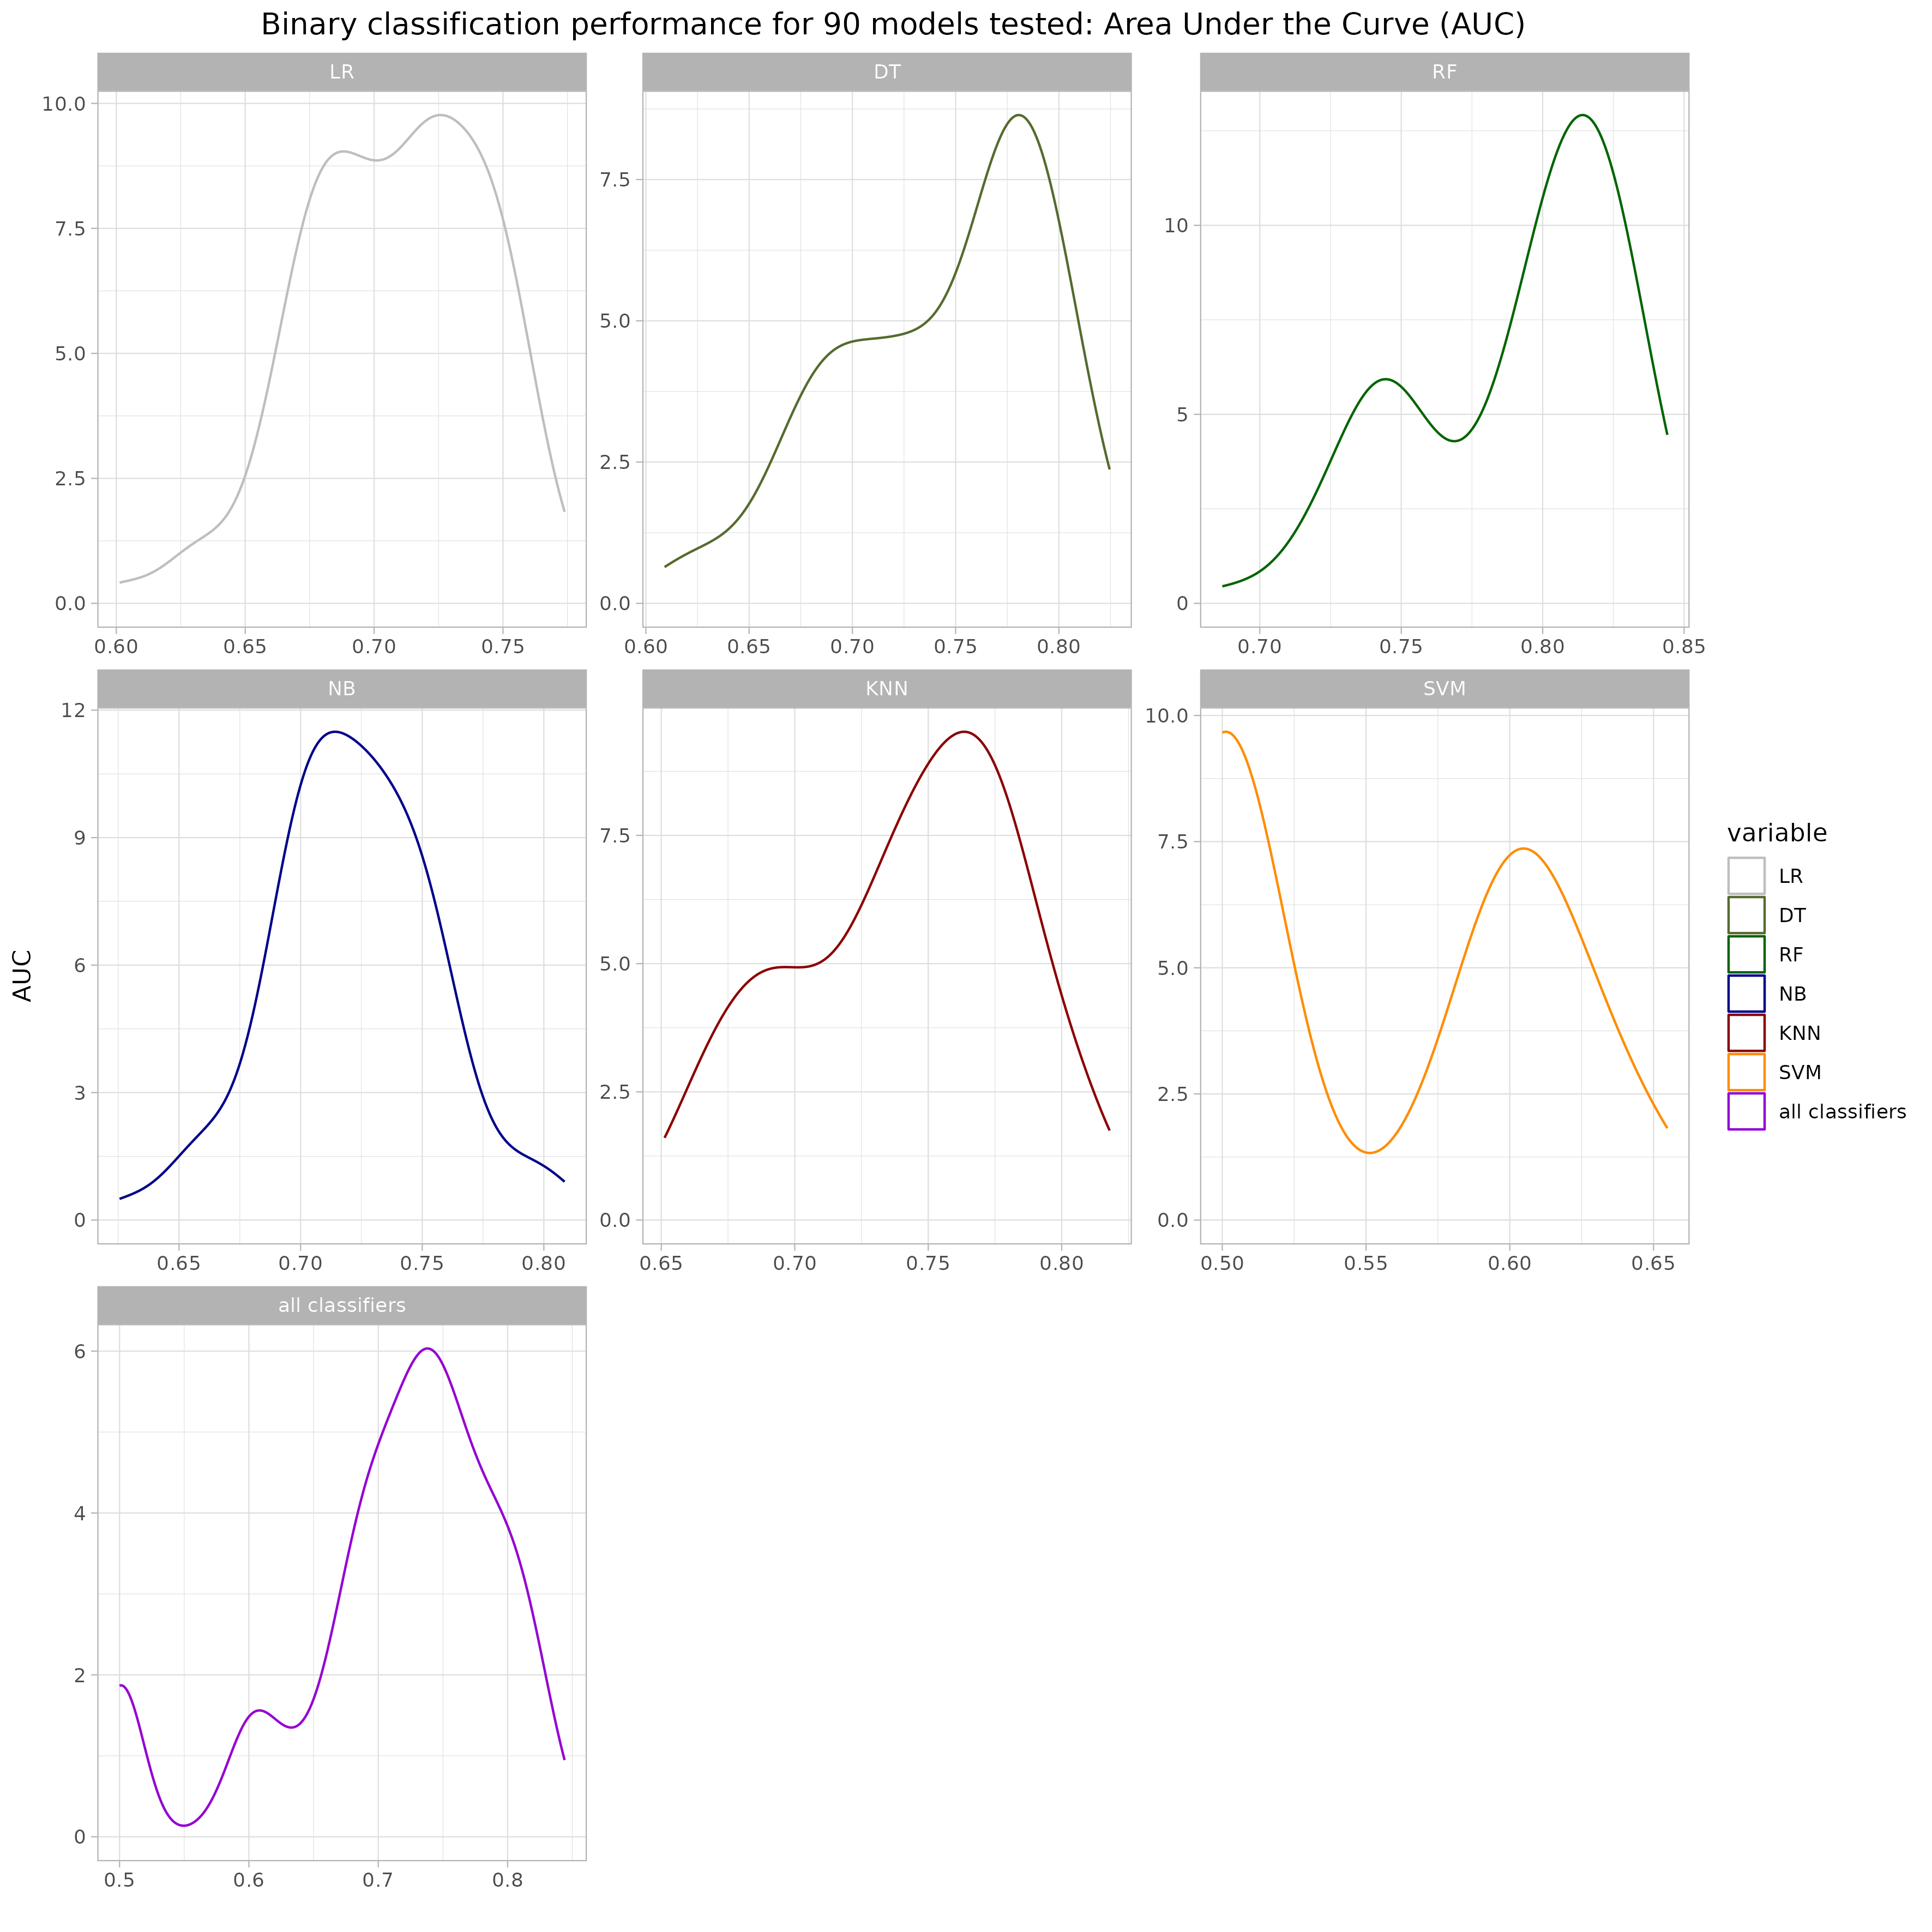 Binary classification performance for 90 models tested: Area Under the Curve (AUC)
LR
DT
RF
10.0
7.5
5.0
2.5
0.0
0.60 0.65 0.70 0.75
7.5
5.0
2.5
0.0
0.60 0.65 0.70 0.75 0.80
10
5
0
0.70 0.75 0.80 0.85
NB
KNN
SVM
12
9
6
3
0
0.65 0.70 0.75 0.80
7.5
5.0
2.5
0.0
0.65 0.70 0.75 0.80
10.0
7.5
5.0
2.5
0.0
0.50 0.55 0.60 0.65
all classifiers
6
4
2
0
0.5 0.6 0.7 0.8
AUC
variable
LR
DT
RF
NB
KNN
SVM
all classifiers